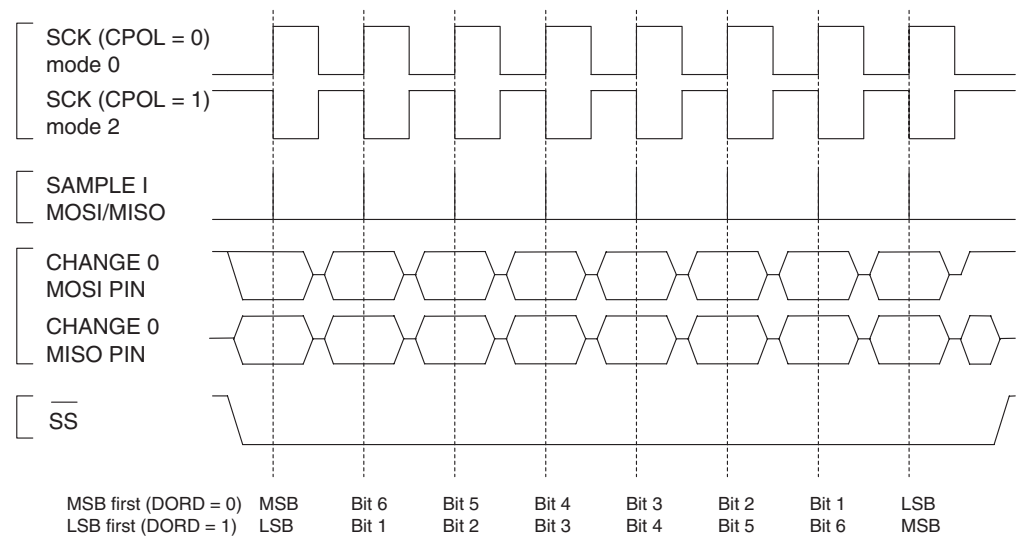 SCK (CPOL = 0)
mode 0
SCK (CPOL = 1)
mode 2
SAMPLE I
MOSI/MISO
CHANGE 0
MOSI PIN
CHANGE 0
MISO PIN
SS
MSB first (DORD = 0) MSB Bit 6 Bit 5 Bit 4 Bit 3 Bit 2 Bit 1 LSB
LSB first (DORD = 1) LSB Bit 1 Bit 2 Bit 3 Bit 4 Bit 5 Bit 6 MSB